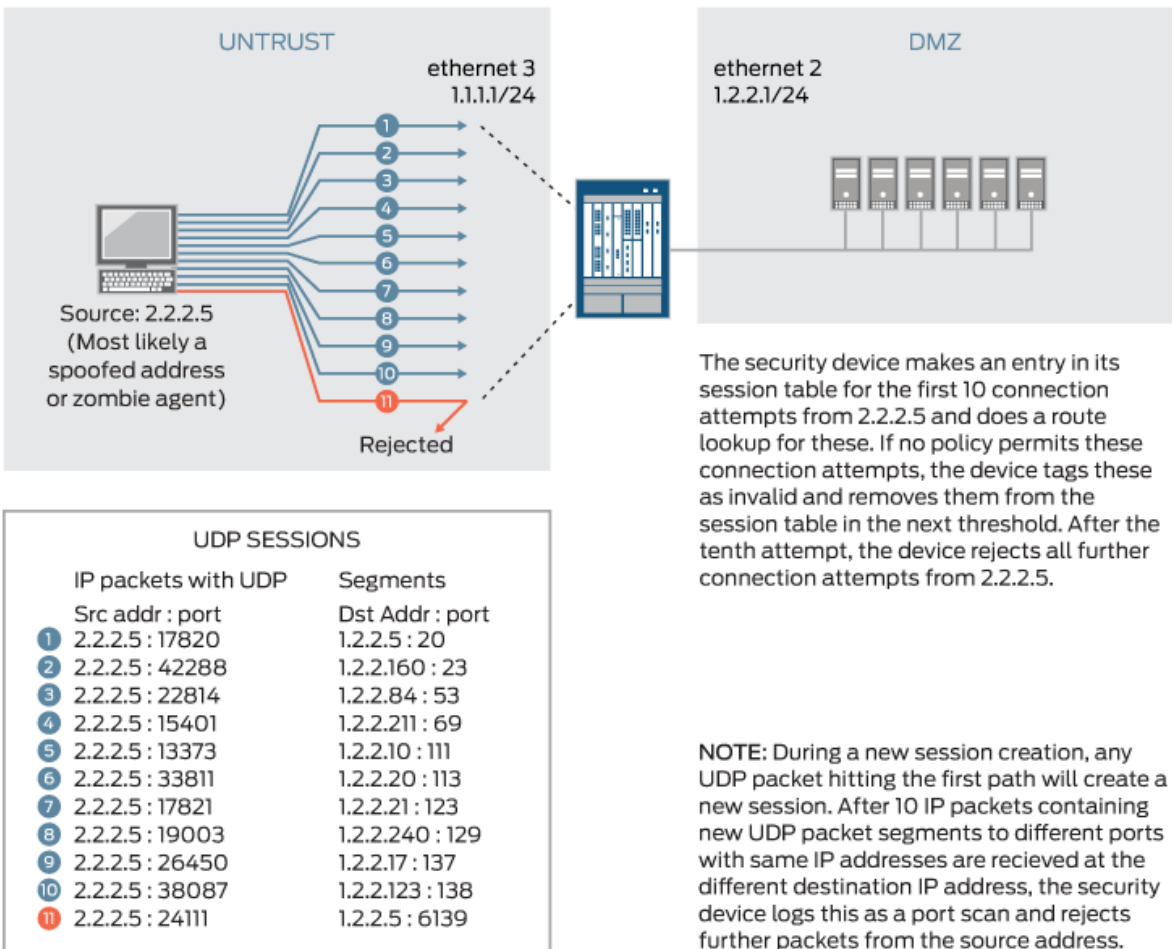 UNTRUST
ethernet 3
1.1.1.1/24
1
2
3
4
5
6
7
8
9
10
11
Rejected
Source: 2.2.2.5
(Most likely a
spoofed address
or zombie agent)
DMZ
ethernet 2
1.2.2.1/24
The security device makes an entry in its
session table for the first 10 connection
attempts from 2.2.2.5 and does a route
lookup for these. If no policy permits these
connection attempts, the device tags these
as invalid and removes them from the
session table in the next threshold. After the
tenth attempt, the device rejects all further
connection attempts from 2.2.2.5.
UDP SESSIONS
IP packets with UDP Segments
Src addr : port Dst Addr : port
1 2.2.2.5 : 17820 1.2.2.5 : 20
2 2.2.2.5 : 42288 1.2.2.160 : 23
3 2.2.2.5 : 22814 1.2.2.84 : 53
4 2.2.2.5 : 15401 1.2.2.211 : 69
5 2.2.2.5 : 13373 1.2.2.10 : 111
6 2.2.2.5 : 33811 1.2.2.20 : 113
7 2.2.2.5 : 17821 1.2.2.21 : 123
8 2.2.2.5 : 19003 1.2.2.240 : 129
9 2.2.2.5 : 26450 1.2.2.17 : 137
10 2.2.2.5 : 38087 1.2.2.123 : 138
11 2.2.2.5 : 24111 1.2.2.5 : 6139
NOTE: During a new session creation, any
UDP packet hitting the first path will create a
new session. After 10 IP packets containing
new UDP packet segments to different ports
with same IP addresses are recieved at the
different destination IP address, the security
device logs this as a port scan and rejects
further packets from the source address.